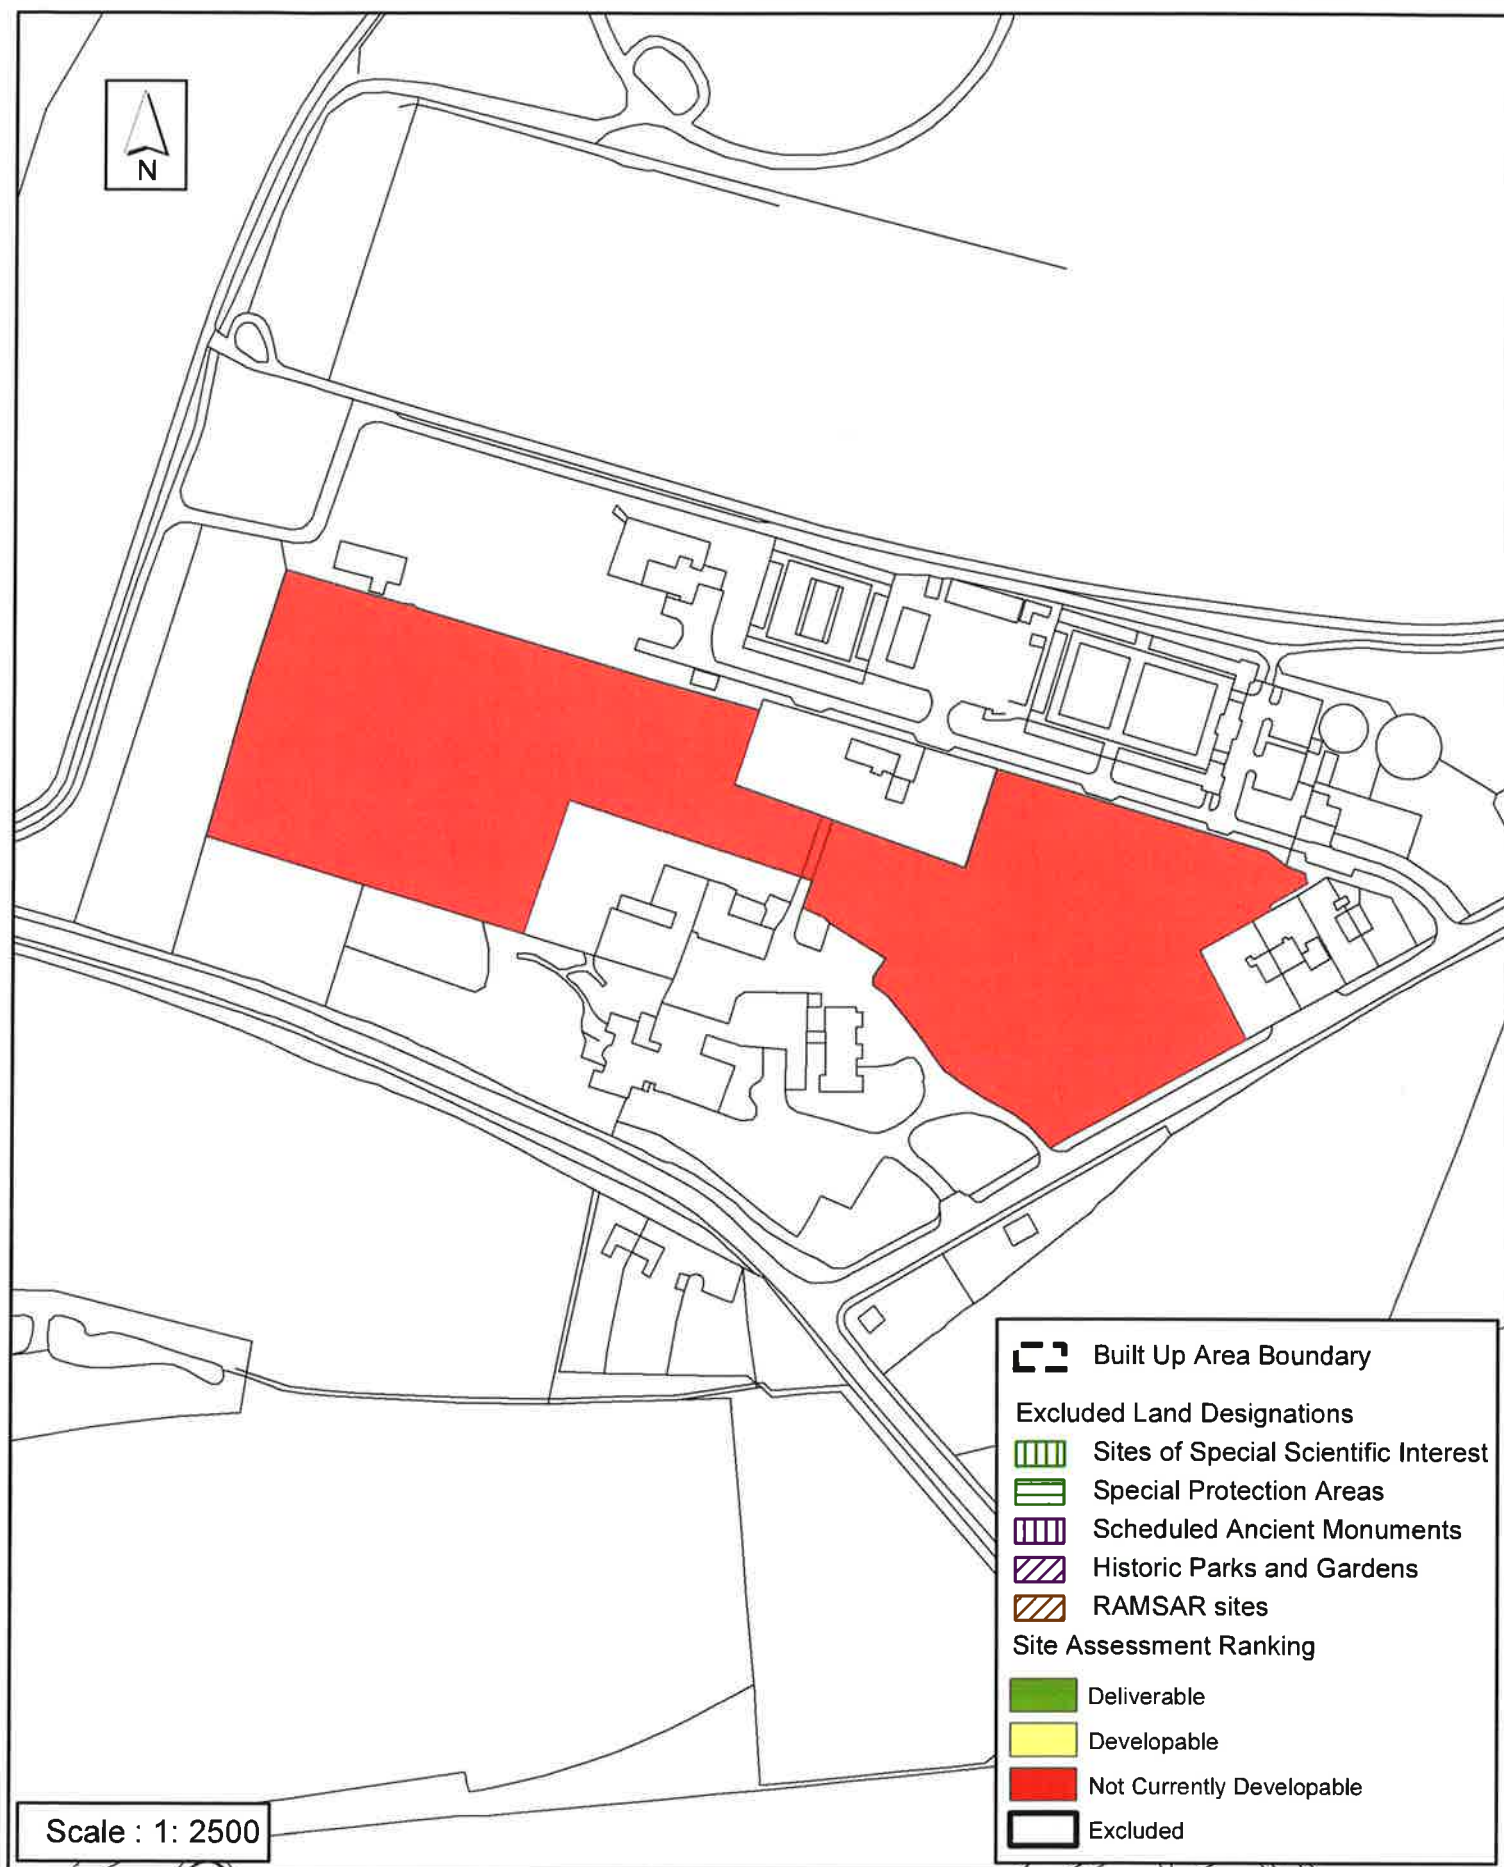 N
Built Up Area Boundary
Excluded Land Designations
Sites of Special Scientific Interest
Special Protection Areas
Scheduled Ancient Monuments
Historic Parks and Gardens
RAMSAR sites
Site Assessment Ranking
Deliverable
Developable
Not Currently Developable
Excluded
Scale : 1: 2500